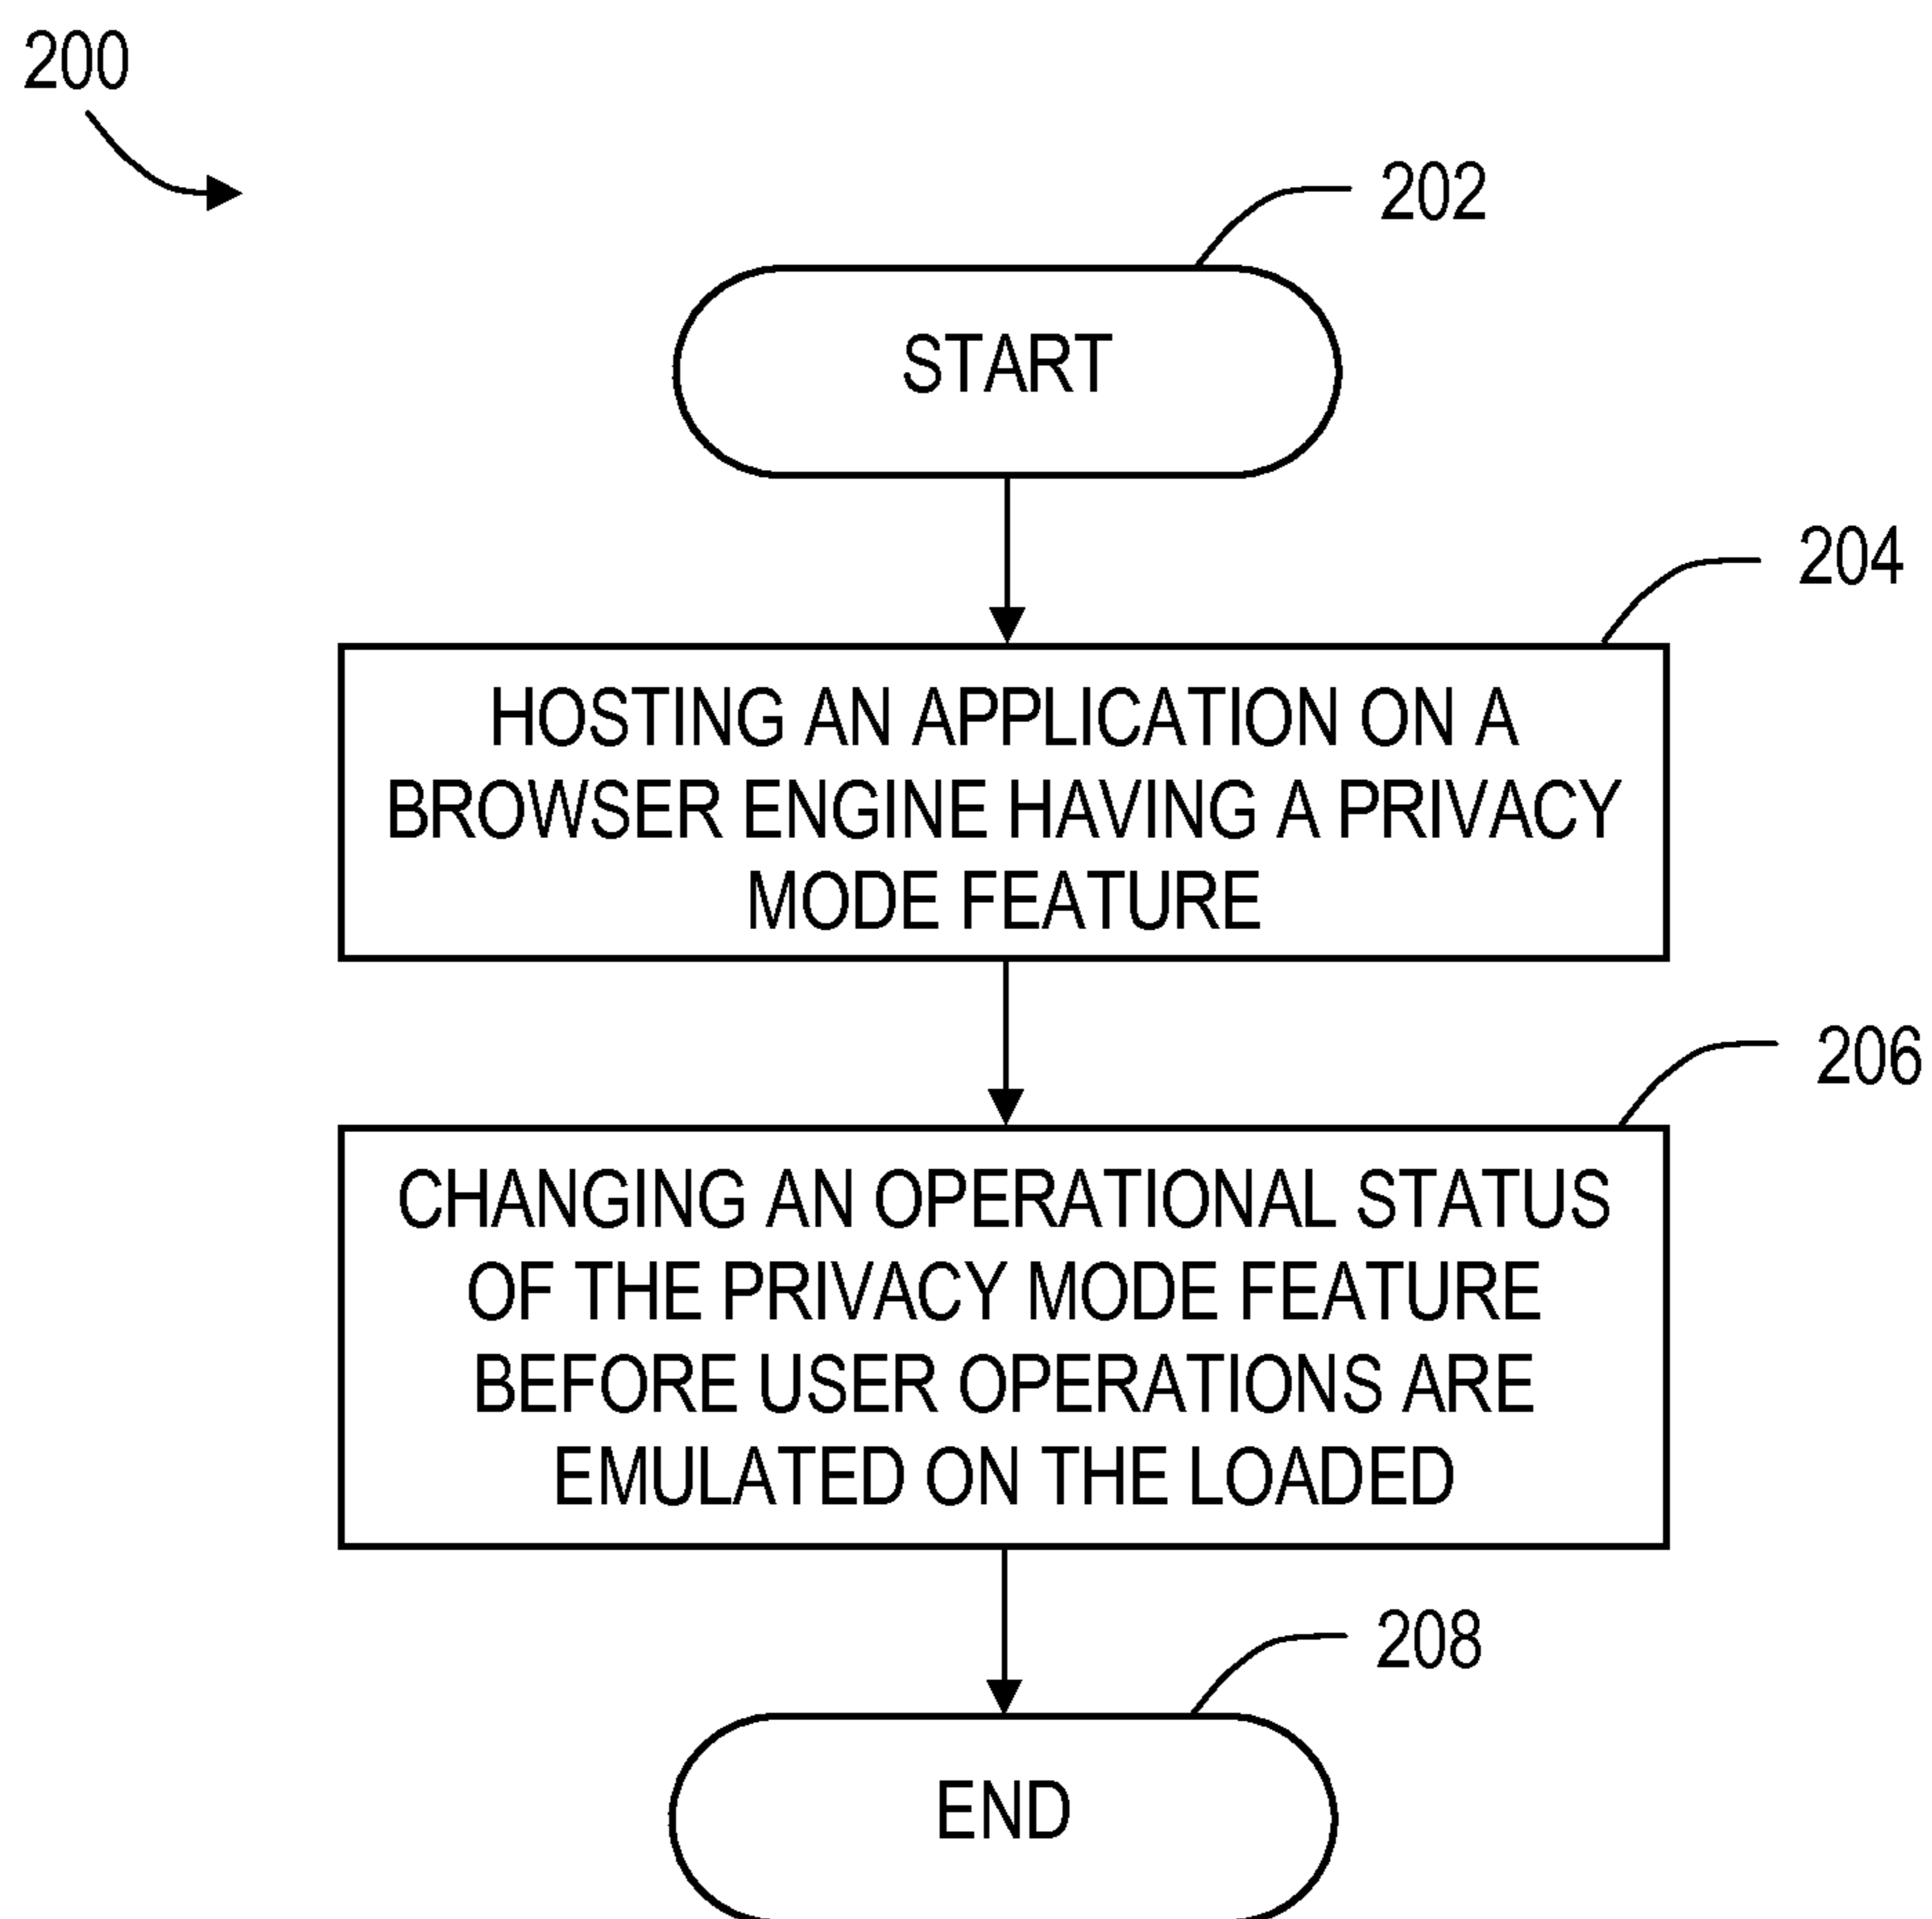 200
202
START
204
HOSTING AN APPLICATION ON A
BROWSER ENGINE HAVING A PRIVACY
MODE FEATURE
206
CHANGING AN OPERATIONAL STATUS
OF THE PRIVACY MODE FEATURE
BEFORE USER OPERATIONS ARE
EMULATED ON THE LOADED
208
END